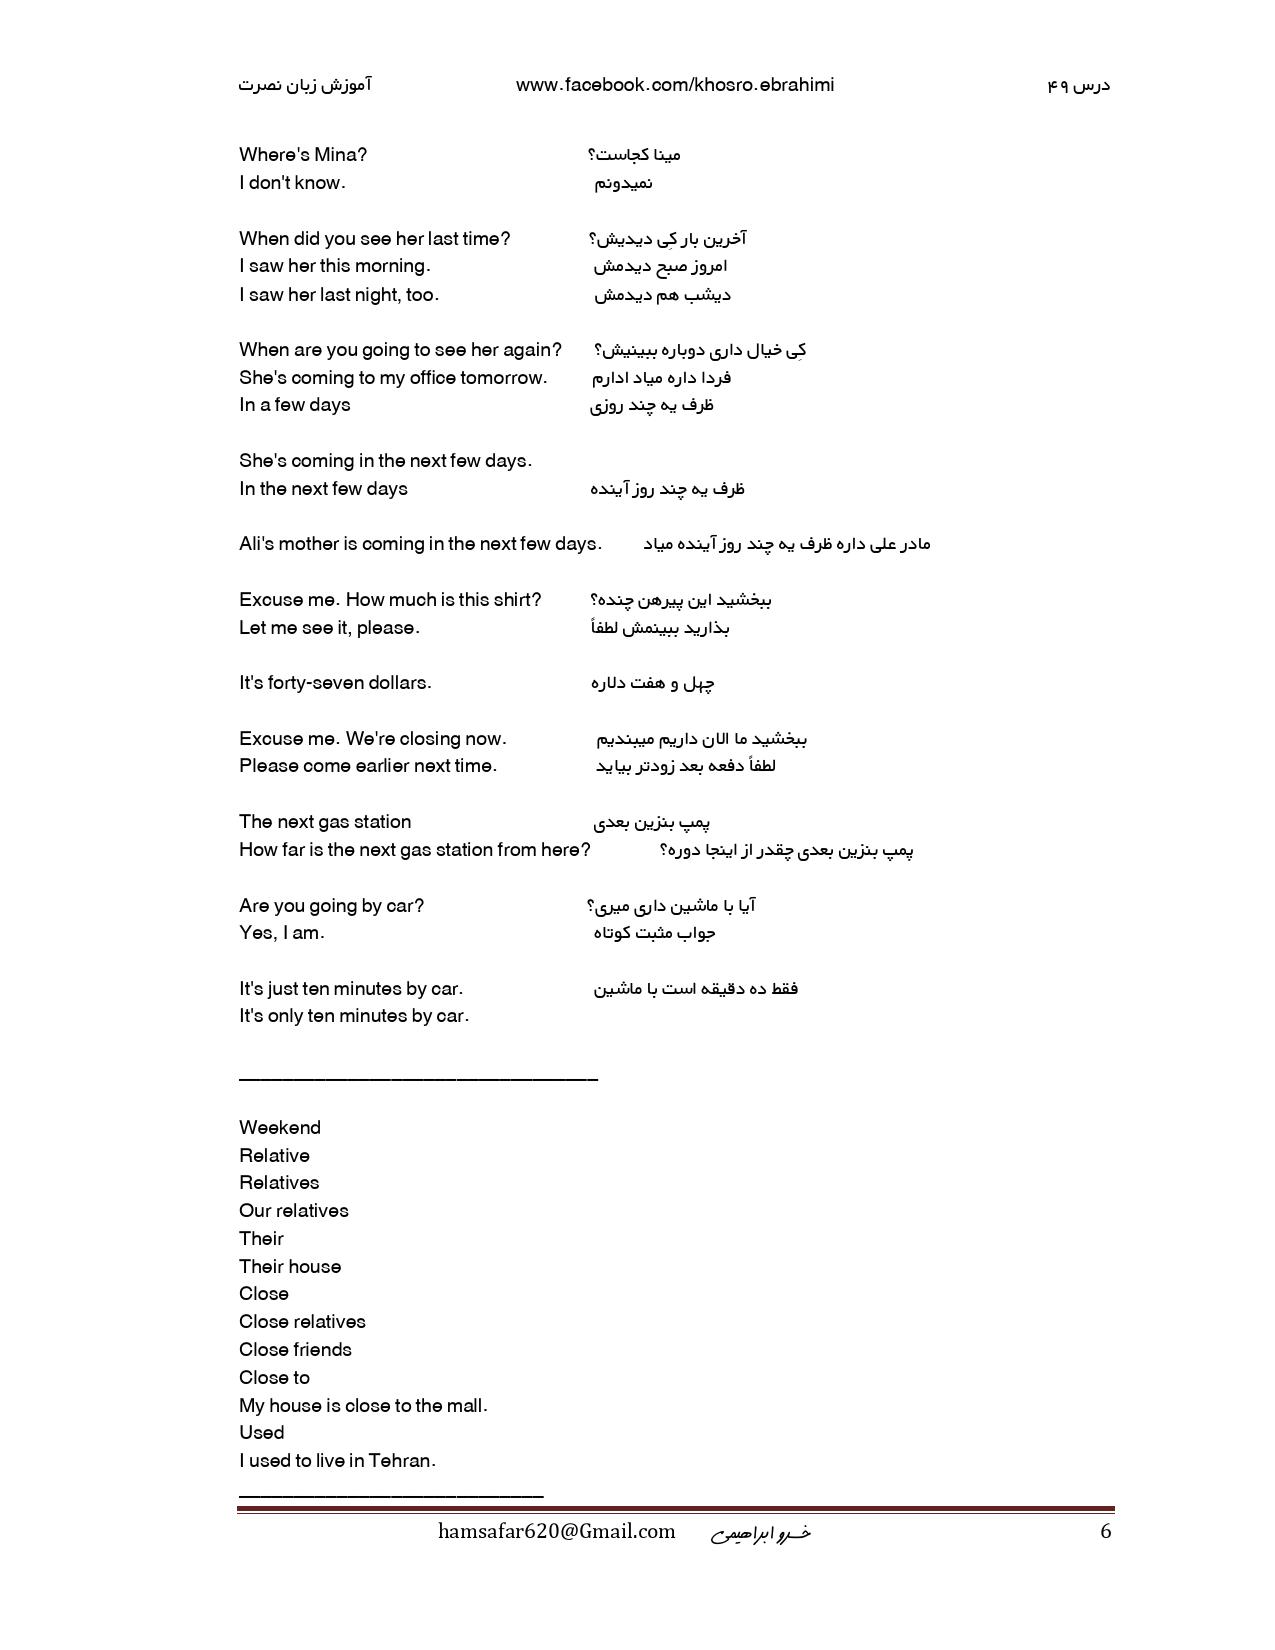 آموزش زبان نصرت www.facebook.com/khosro.ebrahimi درس ۴۹
Where's Mina? مینا کجاست؟
I don't know. نمیدونم
When did you see her last time? آخرین بار کِی دیدیش؟
I saw her this morning. امروز صبح دیدمش
I saw her last night, too. دیشب هم دیدمش
When are you going to see her again? کِی خیال داری دوباره ببینیش؟
She's coming to my office tomorrow. فردا داره میاد ادارم
In a few days ظرف یه چند روزی
She's coming in the next few days.
In the next few days ظرف یه چند روز آینده
Ali's mother is coming in the next few days. مادر علی داره ظرف یه چند روز آینده میاد
Excuse me. How much is this shirt? ببخشید این پیرهن چنده؟
Let me see it, please. بذارید ببینمش لطفاً
It's forty-seven dollars. چهل و هفت دلاره
Excuse me. We're closing now. ببخشید ما الان داریم میبندیم
Please come earlier next time. لطفاً دفعه بعد زودتر بیاید
The next gas station پمپ بنزین بعدی
How far is the next gas station from here? پمپ بنزین بعدی چقدر از اینجا دوره؟
Are you going by car? آیا با ماشین داری میری؟
Yes, I am. جواب مثبت کوتاه
It's just ten minutes by car. فقط ده دقیقه است با ماشین
It's only ten minutes by car.
Weekend
Relative
Relatives
Our relatives
Their
Their house
Close
Close relatives
Close friends
Close to
My house is close to the mall.
Used
I used to live in Tehran.
hamsafar620@Gmail.com خسرو ابراهیمی 6